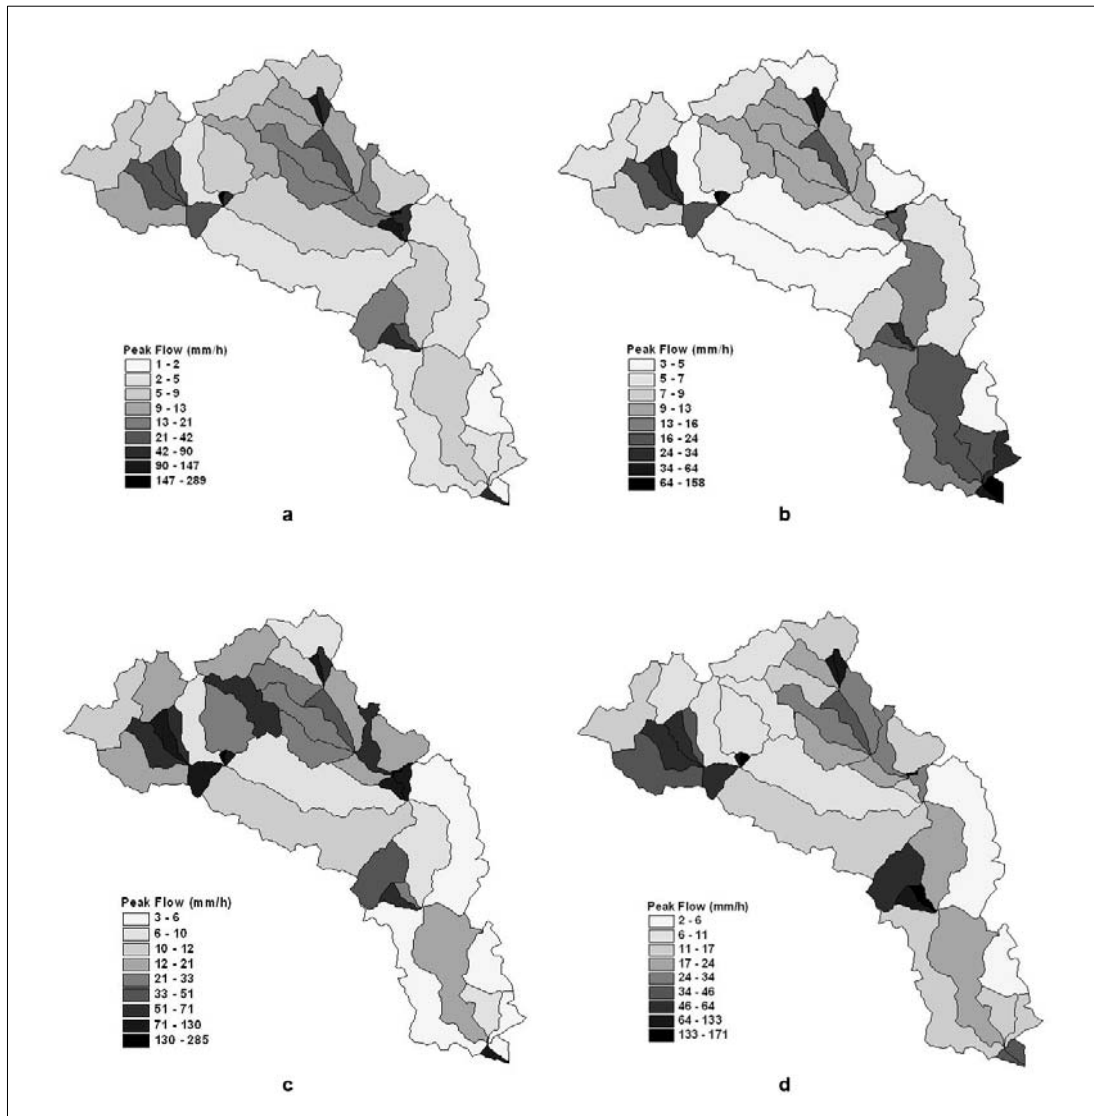 Peak Flow (mm/h)
1 - 2
2 - 5
5 - 9
9 - 13
13 - 21
21 - 42
42 - 90
90 - 147
147 - 289
a
Peak Flow (mm/h)
3 - 5
5 - 7
7 - 9
9 - 13
13 - 16
16 - 24
24 - 34
34 - 64
64 - 158
b
Peak Flow (mm/h)
3 - 6
6 - 10
10 - 12
12 - 21
21 - 33
33 - 51
51 - 71
71 - 130
130 - 285
c
Peak Flow (mm/h)
2 - 6
6 - 11
11 - 17
17 - 24
24 - 34
34 - 46
46 - 64
64 - 133
133 - 171
d